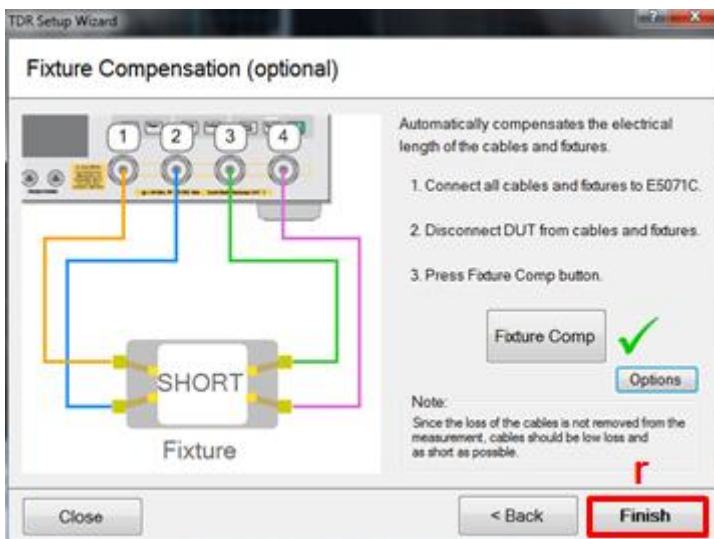 TDR Setup Wizard
Fixture Compensation (optional)
1 2 3 4
Automatically compensates the electrical
length of the cables and fixtures.
1. Connect all cables and fixtures to E5071C.
2. Disconnect DUT from cables and fixtures.
3. Press Fixture Comp button.
Fixture Comp
Options
SHORT
Fixture
Note:
Since the loss of the cables is not removed from the
measurement, cables should be low loss and
as short as possible.
r
Close
< Back
Finish